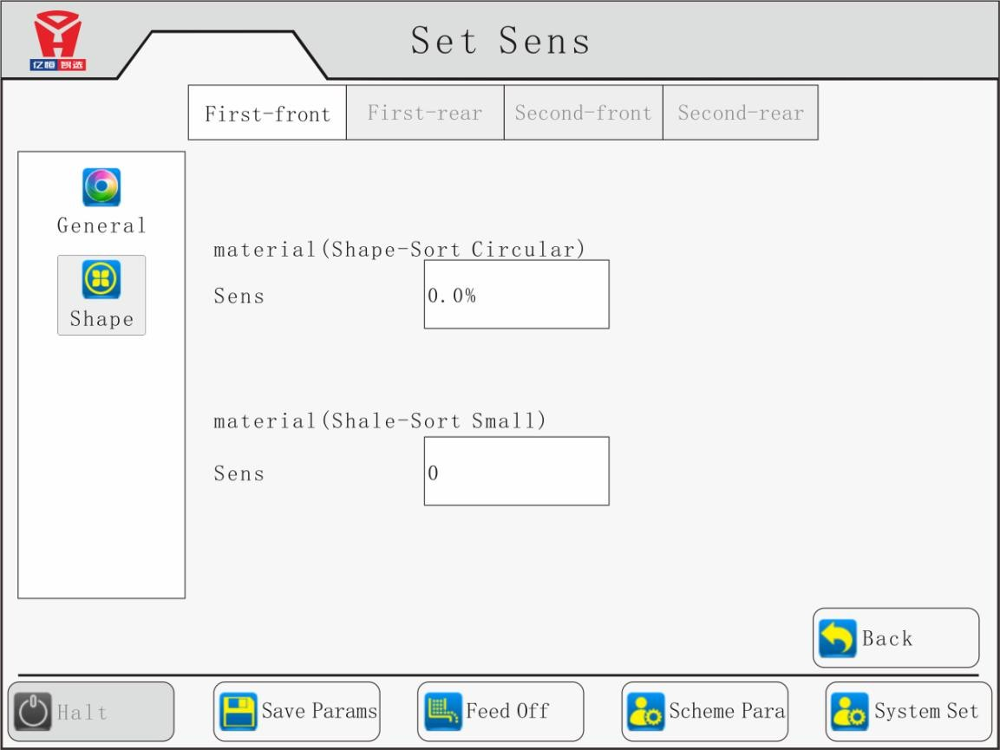 亿恒智选
Set Sens
First-front First-rear Second-front Second-rear
General
Shape
material(Shape-Sort Circular)
Sens 0.0%
material(Shale-Sort Small)
Sens 0
Back
Halt Save Params Feed Off Scheme Para System Set